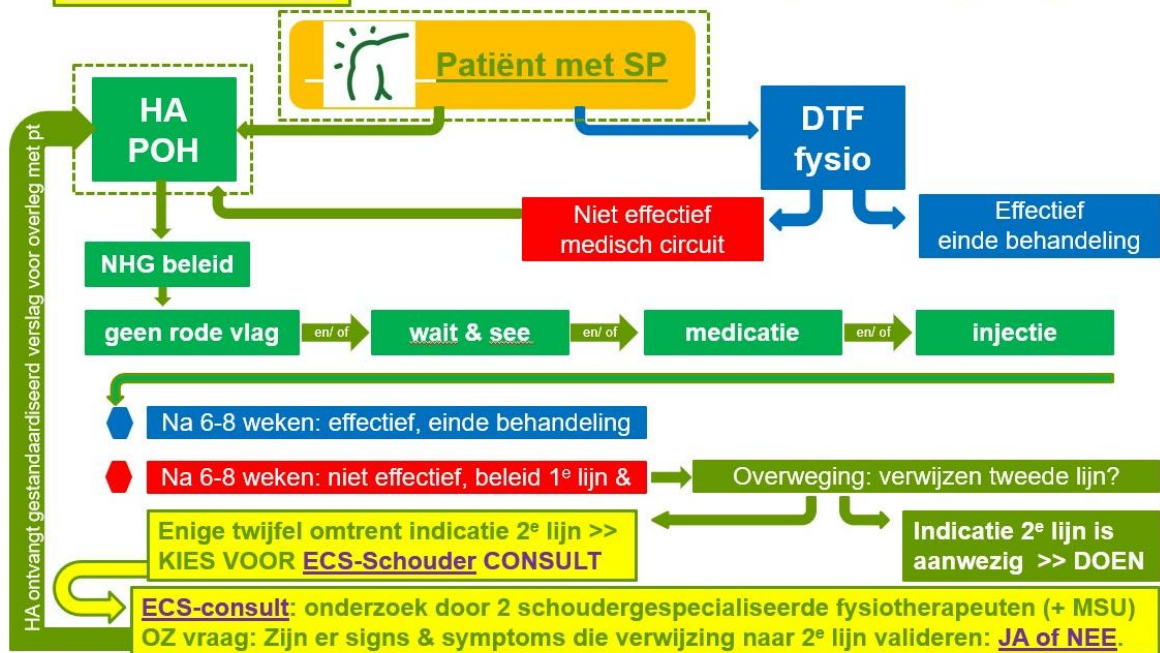 Patiënt met SP
HA
POH
DTF
fysio
Niet effectief
medisch circuit
Effectief
einde behandeling
NHG beleid
geen rode vlag
en/ of
wait & see
en/ of
medicatie
en/ of
injectie
Na 6-8 weken: effectief, einde behandeling
Na 6-8 weken: niet effectief, beleid 1e lijn &
Overweging: verwijzen tweede lijn?
Enige twijfel omtrent indicatie 2e lijn >>
KIES VOOR ECS-Schouder CONSULT
Indicatie 2e lijn is
aanwezig >> DOEN
ECS-consult: onderzoek door 2 schoudergespecialiseerde fysiotherapeuten (+ MSU)
OZ vraag: Zijn er signs & symptoms die verwijzing naar 2e lijn valideren: JA of NEE.
HA ontvangt gestandaardiseerd verslag voor overleg met pt